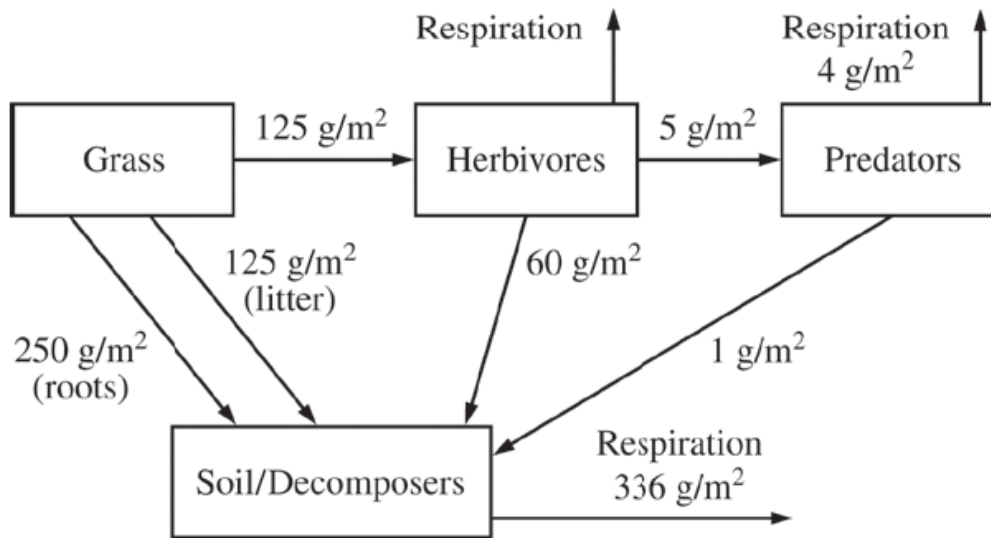 Respiration
Respiration
4 g/m²
125 g/m²
5 g/m²
Grass
Herbivores
Predators
125 g/m²
(litter)
60 g/m²
250 g/m²
(roots)
1 g/m²
Soil/Decomposers
Respiration
336 g/m²